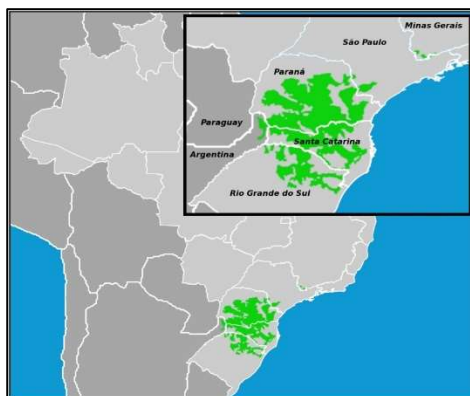 Minas Gerais
São Paulo
Paraná
Paraguay
Santa Catarina
Argentina
Rio Grande do Sul